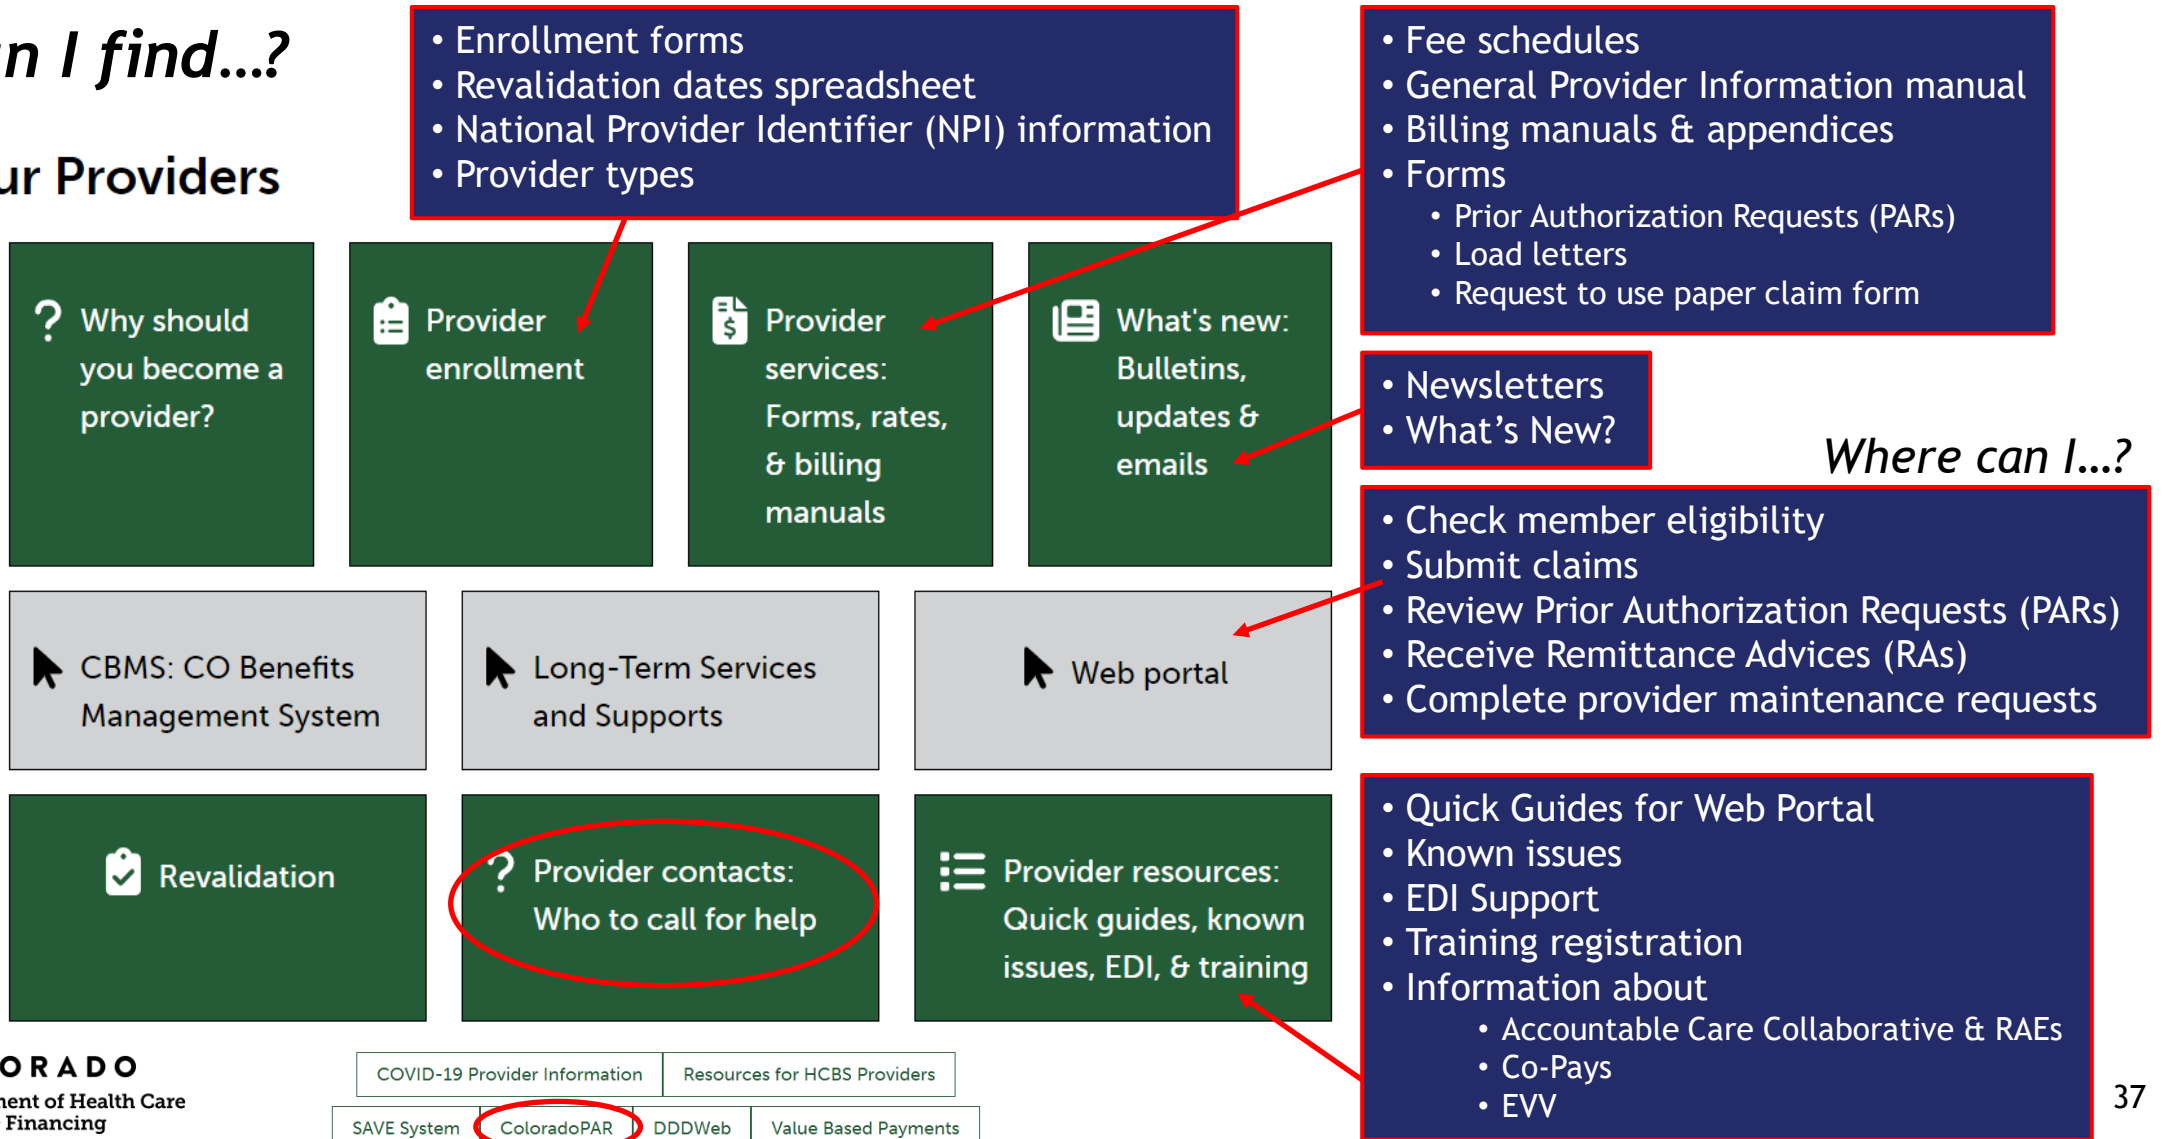 n I find…?
• Enrollment forms
• Revalidation dates spreadsheet
• National Provider Identifier (NPI) information
• Provider types
• Fee schedules
• General Provider Information manual
• Billing manuals & appendices
• Forms
• Prior Authorization Requests (PARs)
• Load letters
• Request to use paper claim form
ur Providers
? Why should
you become a
provider?
Provider
enrollment
Provider
services:
Forms, rates,
& billing
manuals
What's new:
Bulletins,
updates &
emails
• Newsletters
• What’s New?
Where can I…?
• Check member eligibility
• Submit claims
• Review Prior Authorization Requests (PARs)
• Receive Remittance Advices (RAs)
• Complete provider maintenance requests
CBMS: CO Benefits
Management System
Long-Term Services
and Supports
Web portal
Revalidation
? Provider contacts:
Who to call for help
Provider resources:
Quick guides, known
issues, EDI, & training
• Quick Guides for Web Portal
• Known issues
• EDI Support
• Training registration
• Information about
• Accountable Care Collaborative & RAEs
• Co-Pays
• EVV
ORADO
ment of Health Care
Financing
COVID-19 Provider Information
Resources for HCBS Providers
SAVE System
ColoradoPAR
DDDWeb
Value Based Payments
37